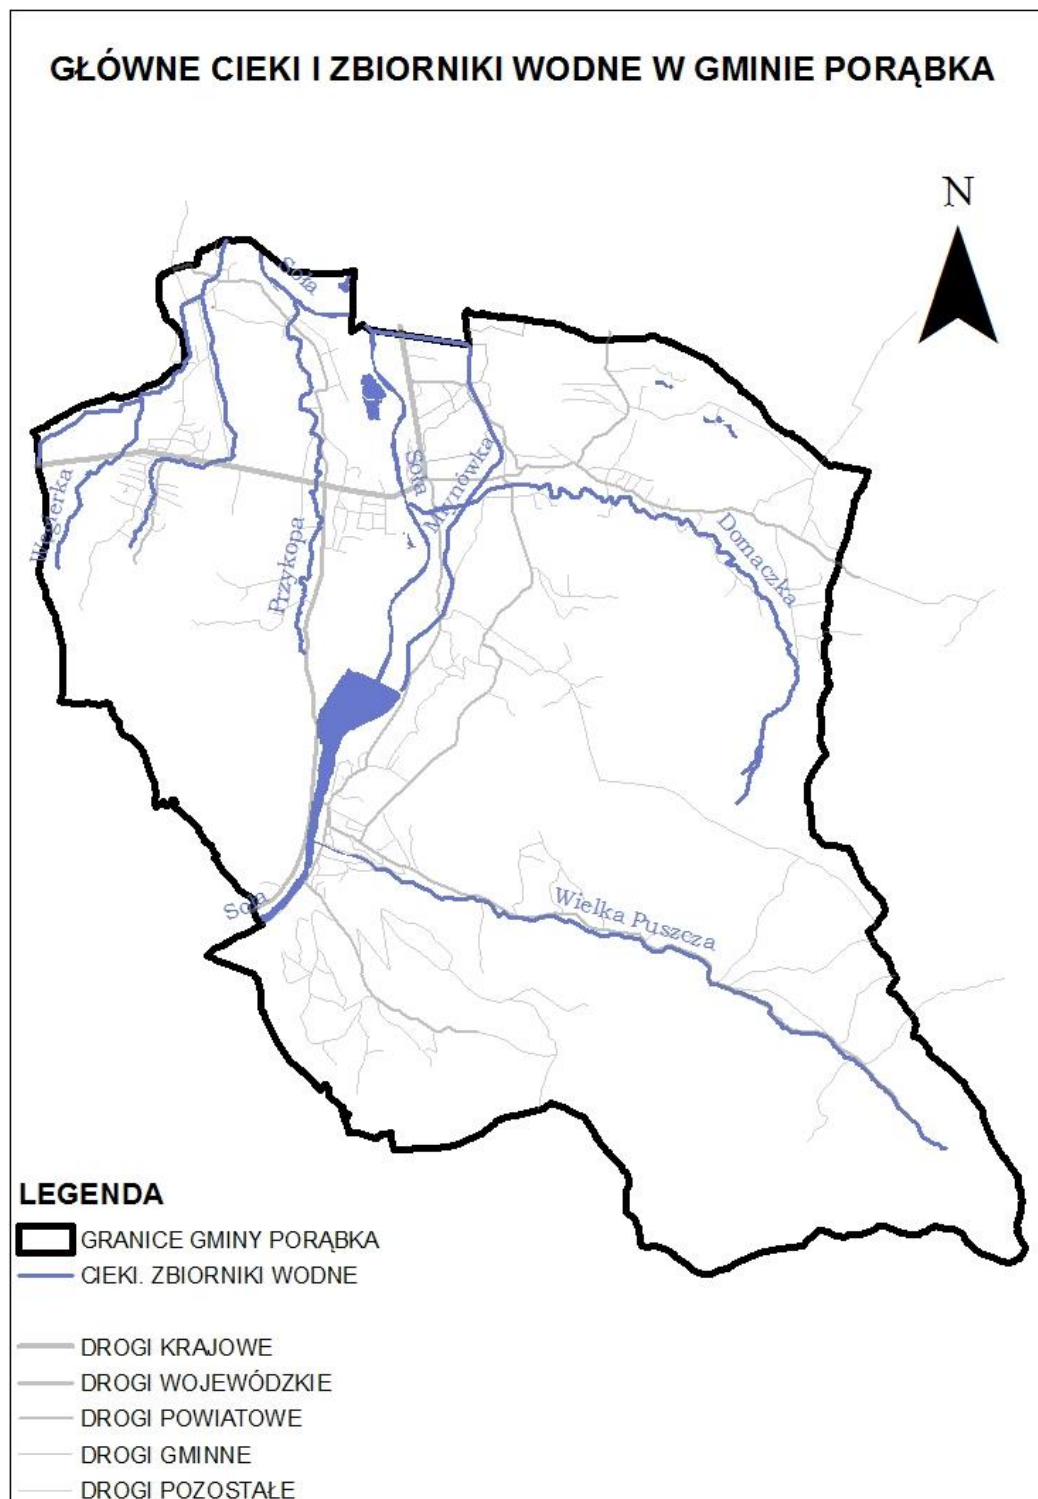 GŁÓWNE CIEKI I ZBIORNIKI WODNE W GMINIE PORĄBKA
N
Soła
Soła
Młynówka
Węgierka
Przykopa
Domaczka
Soła
Wielka Puszcza
LEGENDA
GRANICE GMINY PORĄBKA
CIEKI. ZBIORNIKI WODNE
DROGI KRAJOWE
DROGI WOJEWÓDZKIE
DROGI POWIATOWE
DROGI GMINNE
DROGI POZOSTAŁE